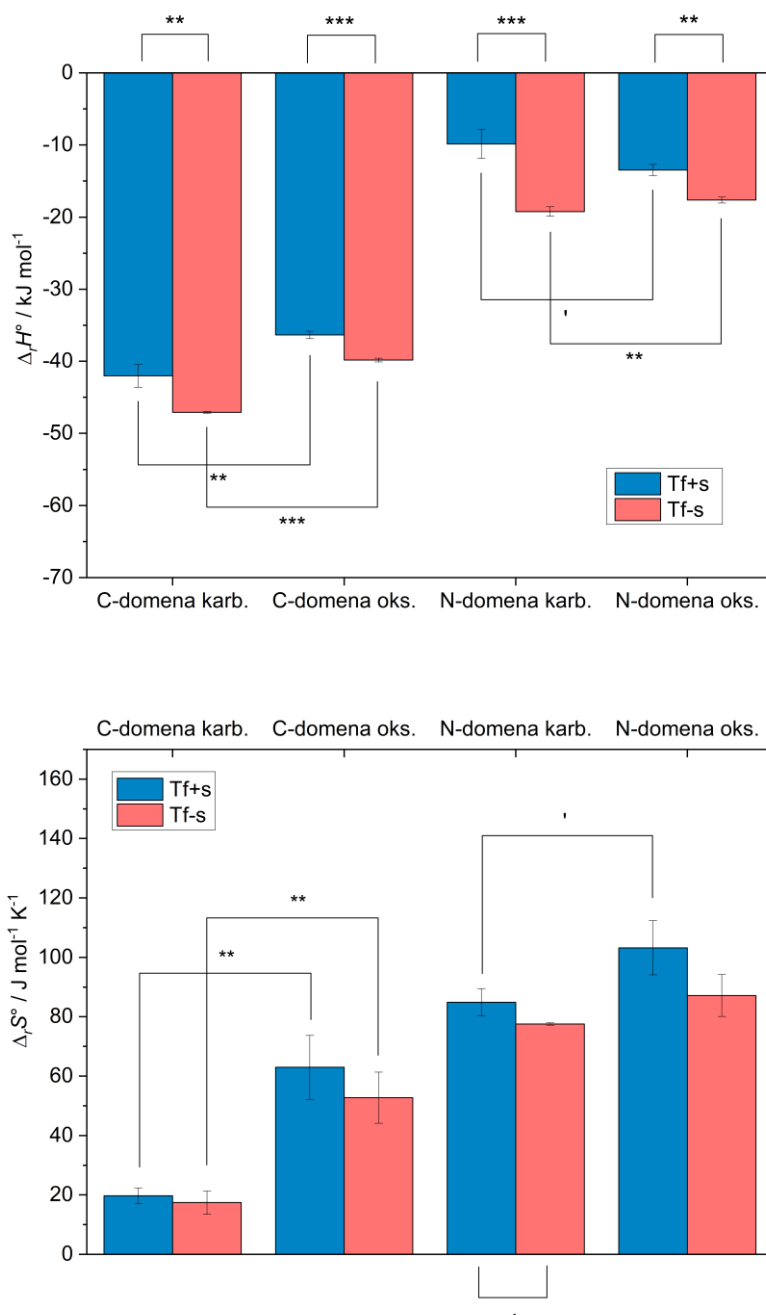 ** *** *** **
0
-10
-20
-30
-40
-50
-60
-70
ΔᵣH° / kJ mol⁻¹
'
**
**
***
Tf+s
Tf-s
C-domena karb. C-domena oks. N-domena karb. N-domena oks.
C-domena karb. C-domena oks. N-domena karb. N-domena oks.
160
140
120
100
80
60
40
20
0
ΔᵣS° / J mol⁻¹ K⁻¹
Tf+s
Tf-s
'
**
**